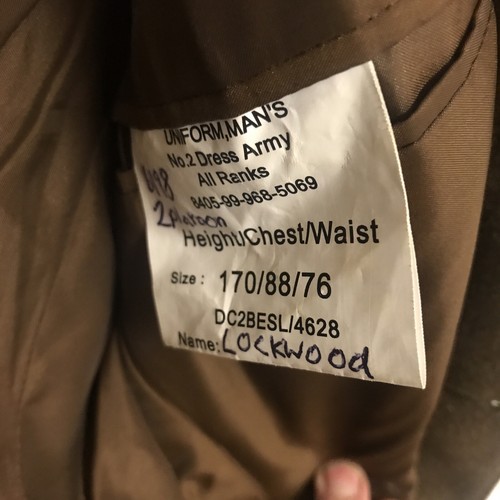 UNIFORM,MAN'S
No.2 Dress Army
All Ranks
8405-99-968-5069
2 Platoon
Height/Chest/Waist
Size : 170/88/76
DC2BESL/4628
Name: LOCKWOOd